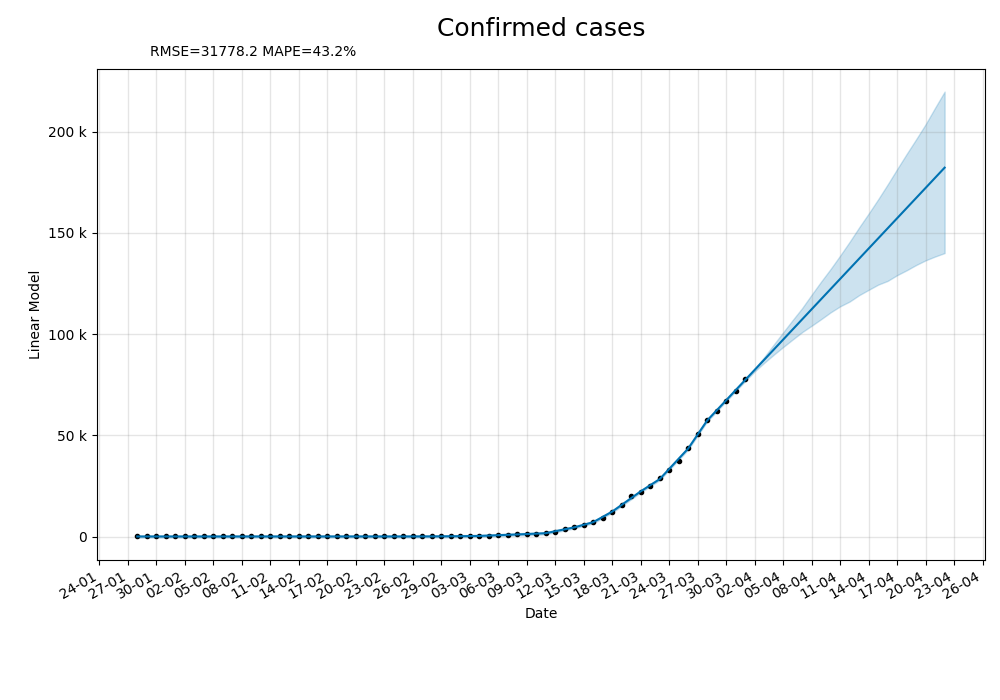 Confirmed cases
RMSE=31778.2 MAPE=43.2%
200 k
150 k
100 k
50 k
0
Linear Model
24-01 27-01 30-01 02-02 05-02 08-02 11-02 14-02 17-02 20-02 23-02 26-02 29-02 03-03 06-03 09-03 12-03 15-03 18-03 21-03 24-03 27-03 30-03 02-04 05-04 08-04 11-04 14-04 17-04 20-04 23-04 26-04
Date